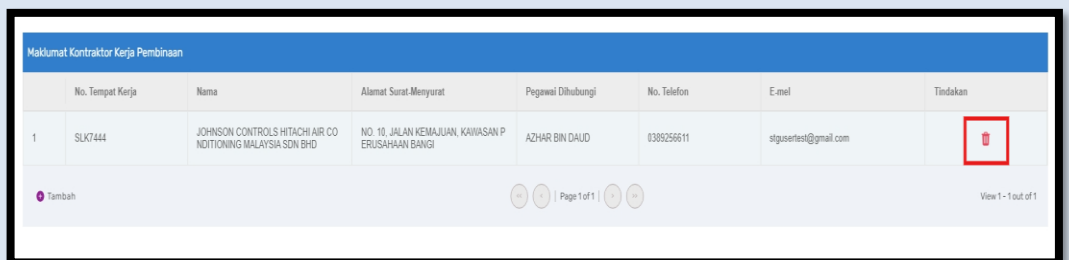 Maklumat Kontraktor Kerja Pembinaan
No. Tempat Kerja Nama Alamat Surat-Menyurat Pegawai Dihubungi No. Telefon E-mel Tindakan
1 SLK7444 JOHNSON CONTROLS HITACHI AIR CO NO. 10, JALAN KEMAJUAN, KAWASAN P AZHAR BIN DAUD 0389256611 stgusertest@gmail.com
NDITIONING MALAYSIA SDN BHD ERUSAHAAN BANGI
Tambah | Page 1 of 1 | View 1 - 1 out of 1